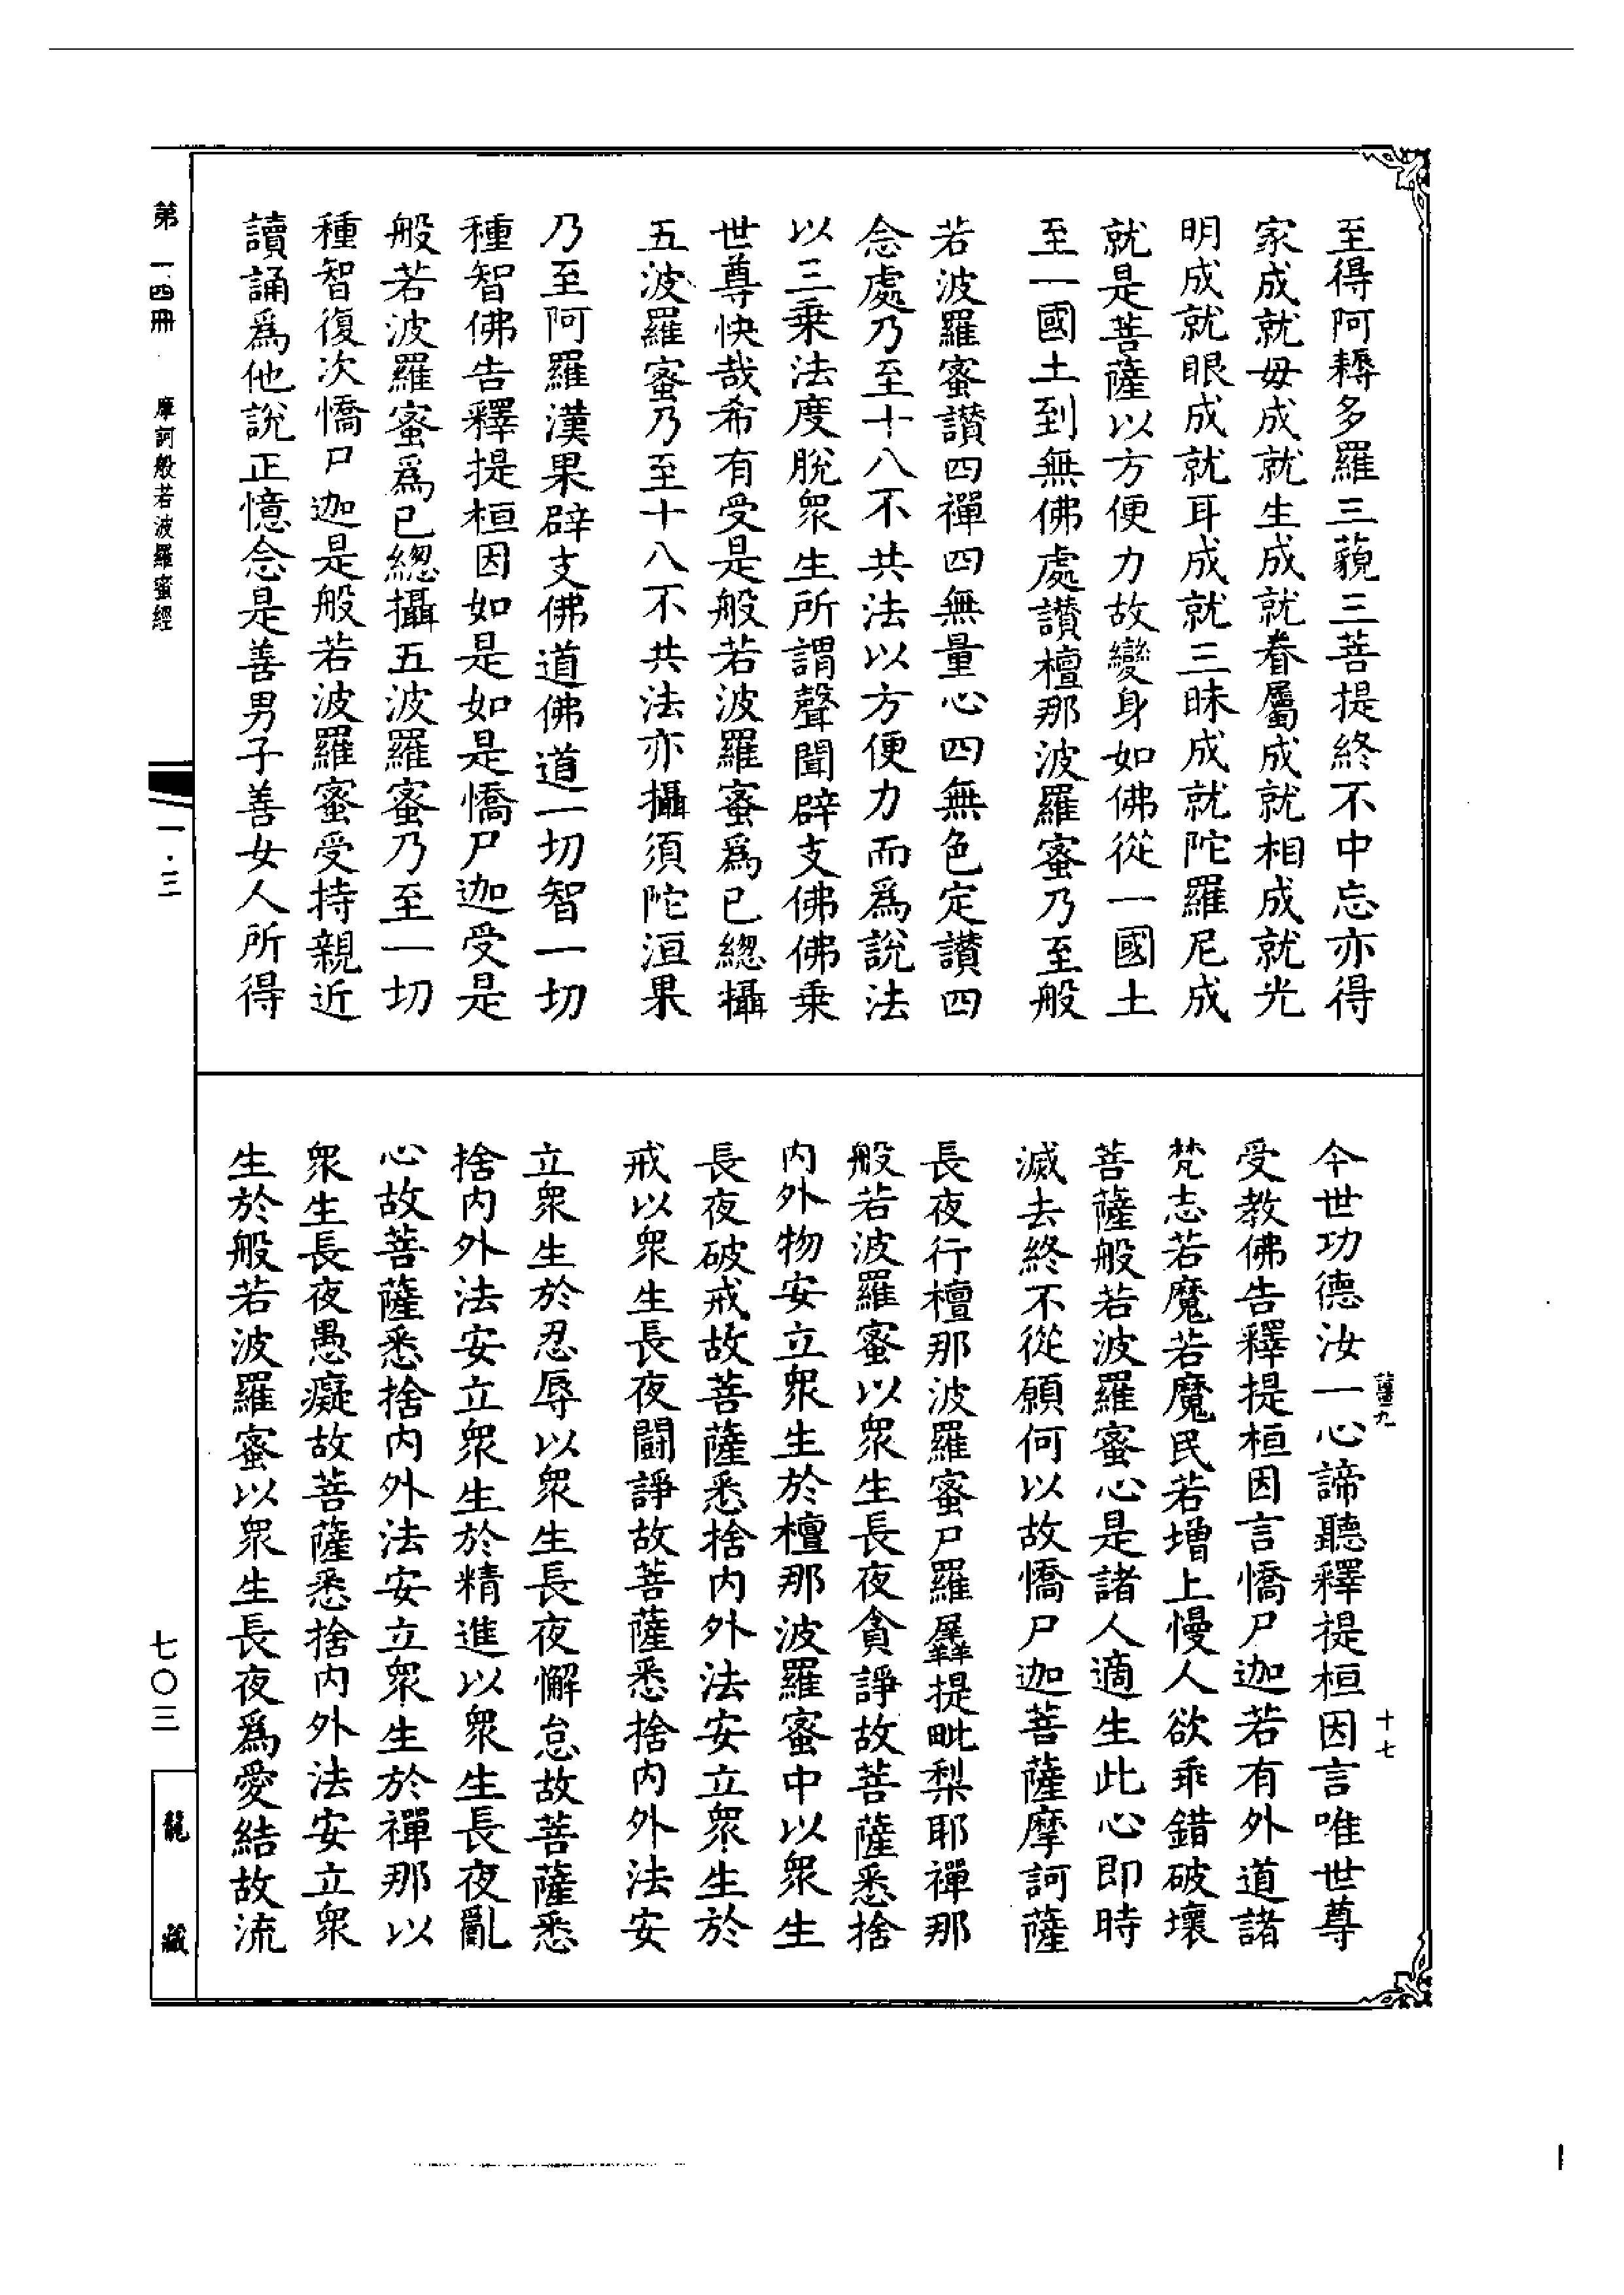 至得阿耨多羅三藐三菩提終不中忘亦得
家成就毋成就生成就眷屬成就相成就光
明成就眼成就耳成就三昧成就陀羅尼成
就是菩薩以方便力故變身如佛從一國土
至一國土到無佛處讚檀那波羅蜜乃至般
若波羅蜜讚四禪四無量心四無色定讚四
念處乃至十八不共法以方便力而爲說法
以三乗法度脫衆生所謂聲聞辟支佛佛乗
世尊快哉希有受是般若波羅蜜爲已總攝
五波羅蜜乃至十八不共法亦攝須陀洹果
乃至阿羅漢果辟支佛道佛道一切智一切
種智佛告釋提桓因如是如是憍尸迦受是
般若波羅蜜爲已總攝五波羅蜜乃至一切
種智復次憍尸迦是般若波羅蜜受持親近
讀誦爲他說正憶念是善男子善女人所得
今世功德汝一心諦聽釋提桓因言唯世尊
受教佛告釋提桓因言憍尸迦若有外道諸
梵志若魔若魔民若增上慢人欲乖錯破壞
菩薩般若波羅蜜心是諸人適生此心即時
滅去終不從願何以故憍尸迦菩薩摩訶薩
長夜行檀那波羅蜜尸羅羼提毗梨耶禪那
般若波羅蜜以衆生長夜貪諍故菩薩悉捨
内外物安立衆生於檀那波羅蜜中以衆生
長夜破戒故菩薩悉捨内外法安立衆生於
戒以衆生長夜鬪諍故菩薩悉捨内外法安
立衆生於忍辱以衆生長夜懈怠故菩薩悉
捨内外法安立衆生於精進以衆生長夜亂
心故菩薩悉捨内外法安立衆生於禪那以
衆生長夜愚癡故菩薩悉捨内外法安立衆
生於般若波羅蜜以衆生長夜爲愛結故流
薑九
十七
第一四冊
摩訶般若波羅蜜經
一·三
七〇三
龍藏